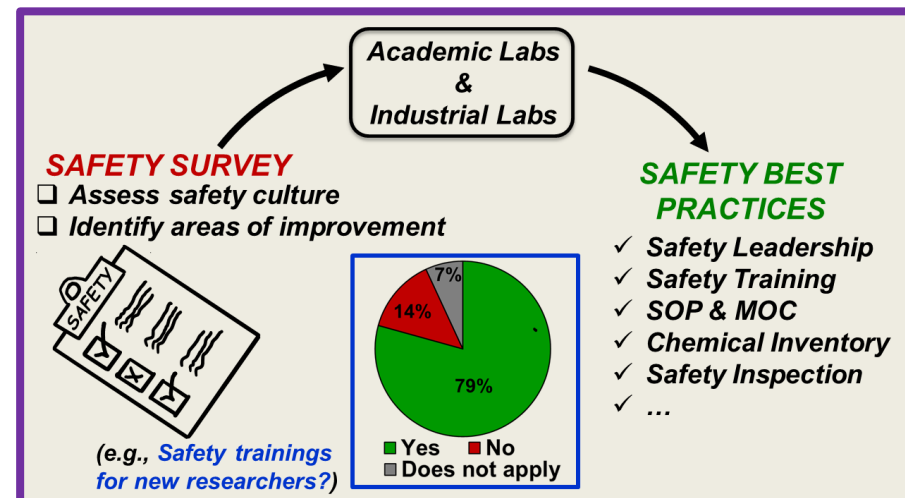 Academic Labs
&
Industrial Labs
SAFETY SURVEY
❑ Assess safety culture
❑ Identify areas of improvement
SAFETY
7%
14%
79%
Yes No
Does not apply
(e.g., Safety trainings
for new researchers?)
SAFETY BEST
PRACTICES
✓ Safety Leadership
✓ Safety Training
✓ SOP & MOC
✓ Chemical Inventory
✓ Safety Inspection
✓ ...